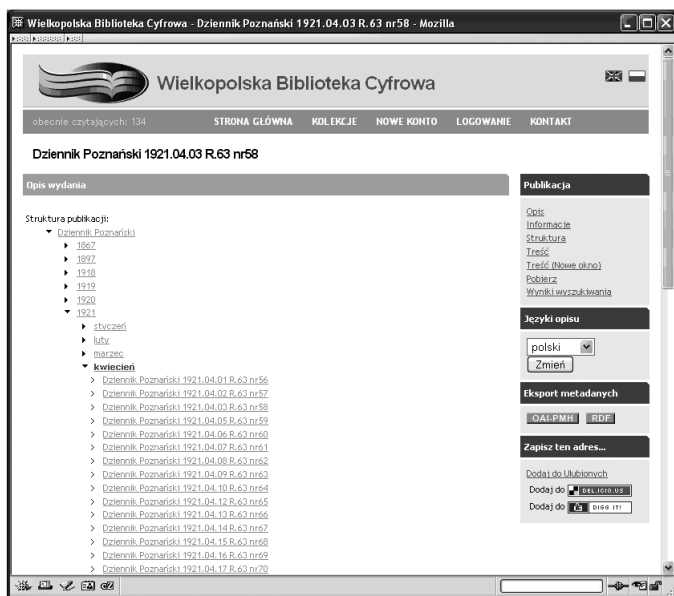 Wielkopolska Biblioteka Cyfrowa - Dziennik Poznański 1921.04.03 R.63 nr58 - Mozilla
Wielkopolska Biblioteka Cyfrowa
obecnie czytających: 134 STRONA GŁÓWNA KOLEKCJE NOWE KONTO LOGOWANIE KONTAKT
Dziennik Poznański 1921.04.03 R.63 nr58
Opis wydania
Struktura publikacji:
Dziennik Poznański
1867
1897
1918
1919
1920
1921
styczeń
luty
marzec
kwiecień
Dziennik Poznański 1921.04.01 R.63 nr56
Dziennik Poznański 1921.04.02 R.63 nr57
Dziennik Poznański 1921.04.03 R.63 nr58
Dziennik Poznański 1921.04.05 R.63 nr59
Dziennik Poznański 1921.04.06 R.63 nr60
Dziennik Poznański 1921.04.07 R.63 nr61
Dziennik Poznański 1921.04.08 R.63 nr62
Dziennik Poznański 1921.04.09 R.63 nr63
Dziennik Poznański 1921.04.10 R.63 nr64
Dziennik Poznański 1921.04.12 R.63 nr65
Dziennik Poznański 1921.04.13 R.63 nr66
Dziennik Poznański 1921.04.14 R.63 nr67
Dziennik Poznański 1921.04.15 R.63 nr68
Dziennik Poznański 1921.04.16 R.63 nr69
Dziennik Poznański 1921.04.17 R.63 nr70
Publikacja
Opis
Informacje
Struktura
Treść
Treść (Nowe okno)
Pobierz
Wyniki wyszukiwania
Języki opisu
polski
Zmień
Eksport metadanych
OAI-PMH RDF
Zapisz ten adres...
Dodaj do Ulubionych
Dodaj do DEL.ICIO.US
Dodaj do DIGG IT!